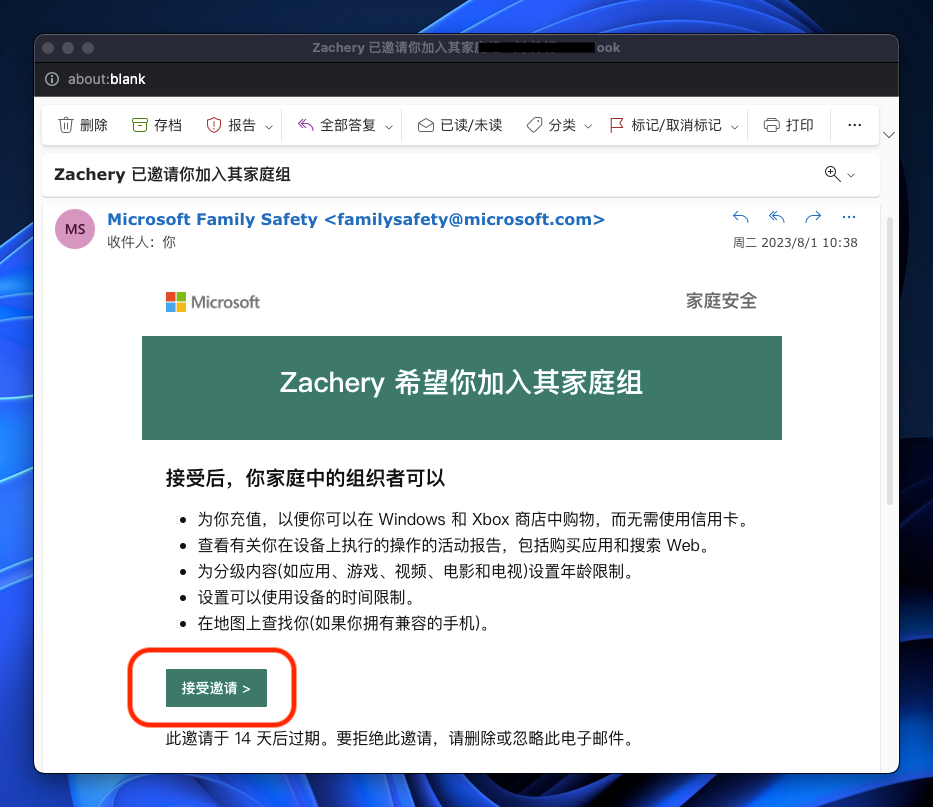 Zachery 已邀请你加入其家 ook
about:blank
删除 存档 报告 全部答复 已读/未读 分类 标记/取消标记 打印
Zachery 已邀请你加入其家庭组
MS
Microsoft Family Safety <familysafety@microsoft.com>
收件人：你
周二 2023/8/1 10:38
Microsoft
家庭安全
Zachery 希望你加入其家庭组
接受后，你家庭中的组织者可以
• 为你充值，以便你可以在 Windows 和 Xbox 商店中购物，而无需使用信用卡。
• 查看有关你在设备上执行的操作的活动报告，包括购买应用和搜索 Web。
• 为分级内容(如应用、游戏、视频、电影和电视)设置年龄限制。
• 设置可以使用设备的时间限制。
• 在地图上查找你(如果你拥有兼容的手机)。
接受邀请 >
此邀请于 14 天后过期。要拒绝此邀请，请删除或忽略此电子邮件。